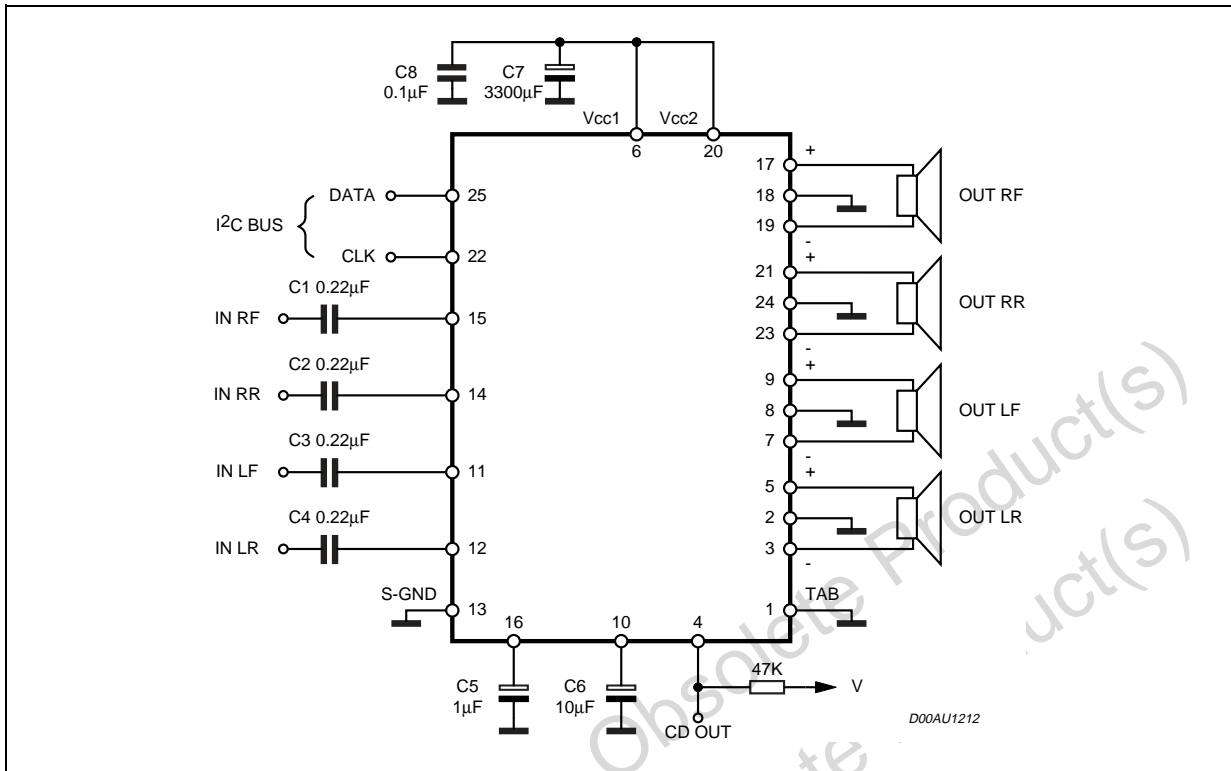 C8
0.1µF
C7
3300µF
Vcc1
Vcc2
6
20
I2C BUS
DATA
25
CLK
22
C1 0.22µF
IN RF
15
C2 0.22µF
IN RR
14
C3 0.22µF
IN LF
11
C4 0.22µF
IN LR
12
S-GND
13
17
+
18
19
-
OUT RF
21
+
24
23
-
OUT RR
9
+
8
7
-
OUT LF
5
+
2
3
-
OUT LR
1
TAB
16
10
4
C5
1µF
C6
10µF
47K
V
CD OUT
D00AU1212
Obsolete Product(s)